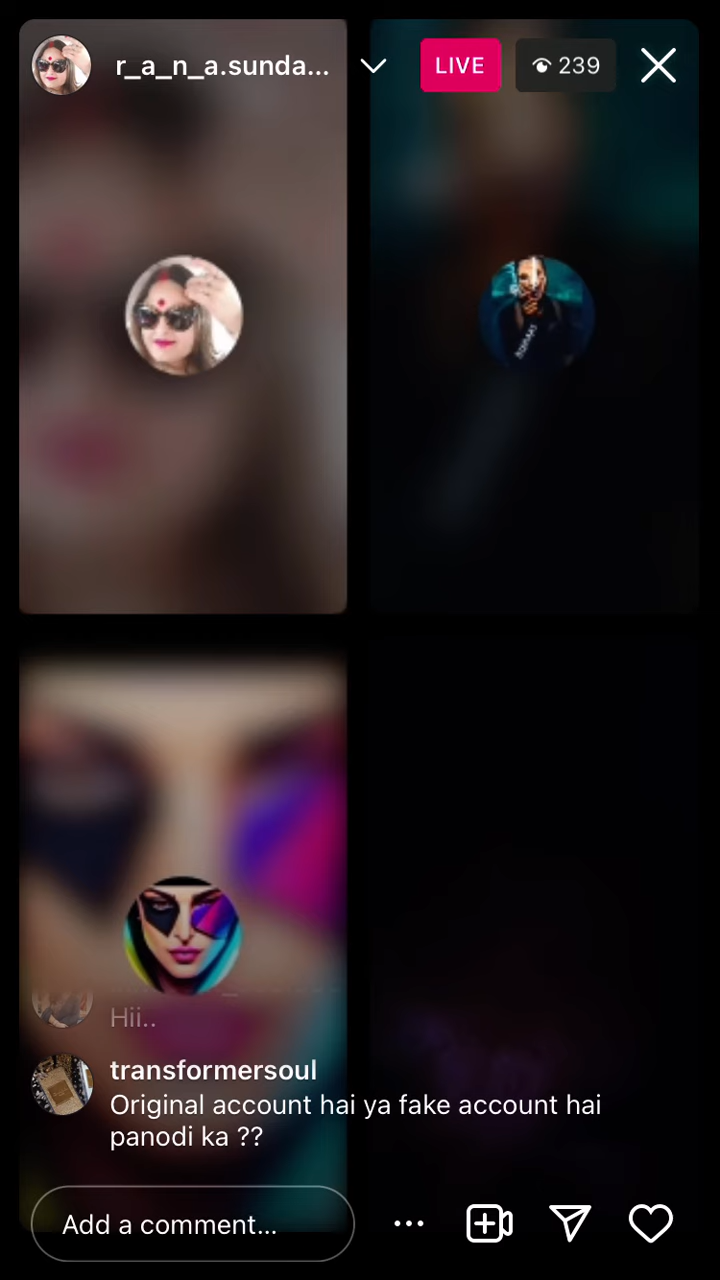 r_a_n_a.sunda...
LIVE
239
Hii..
transformersoul
Original account hai ya fake account hai
panodi ka ??
Add a comment...